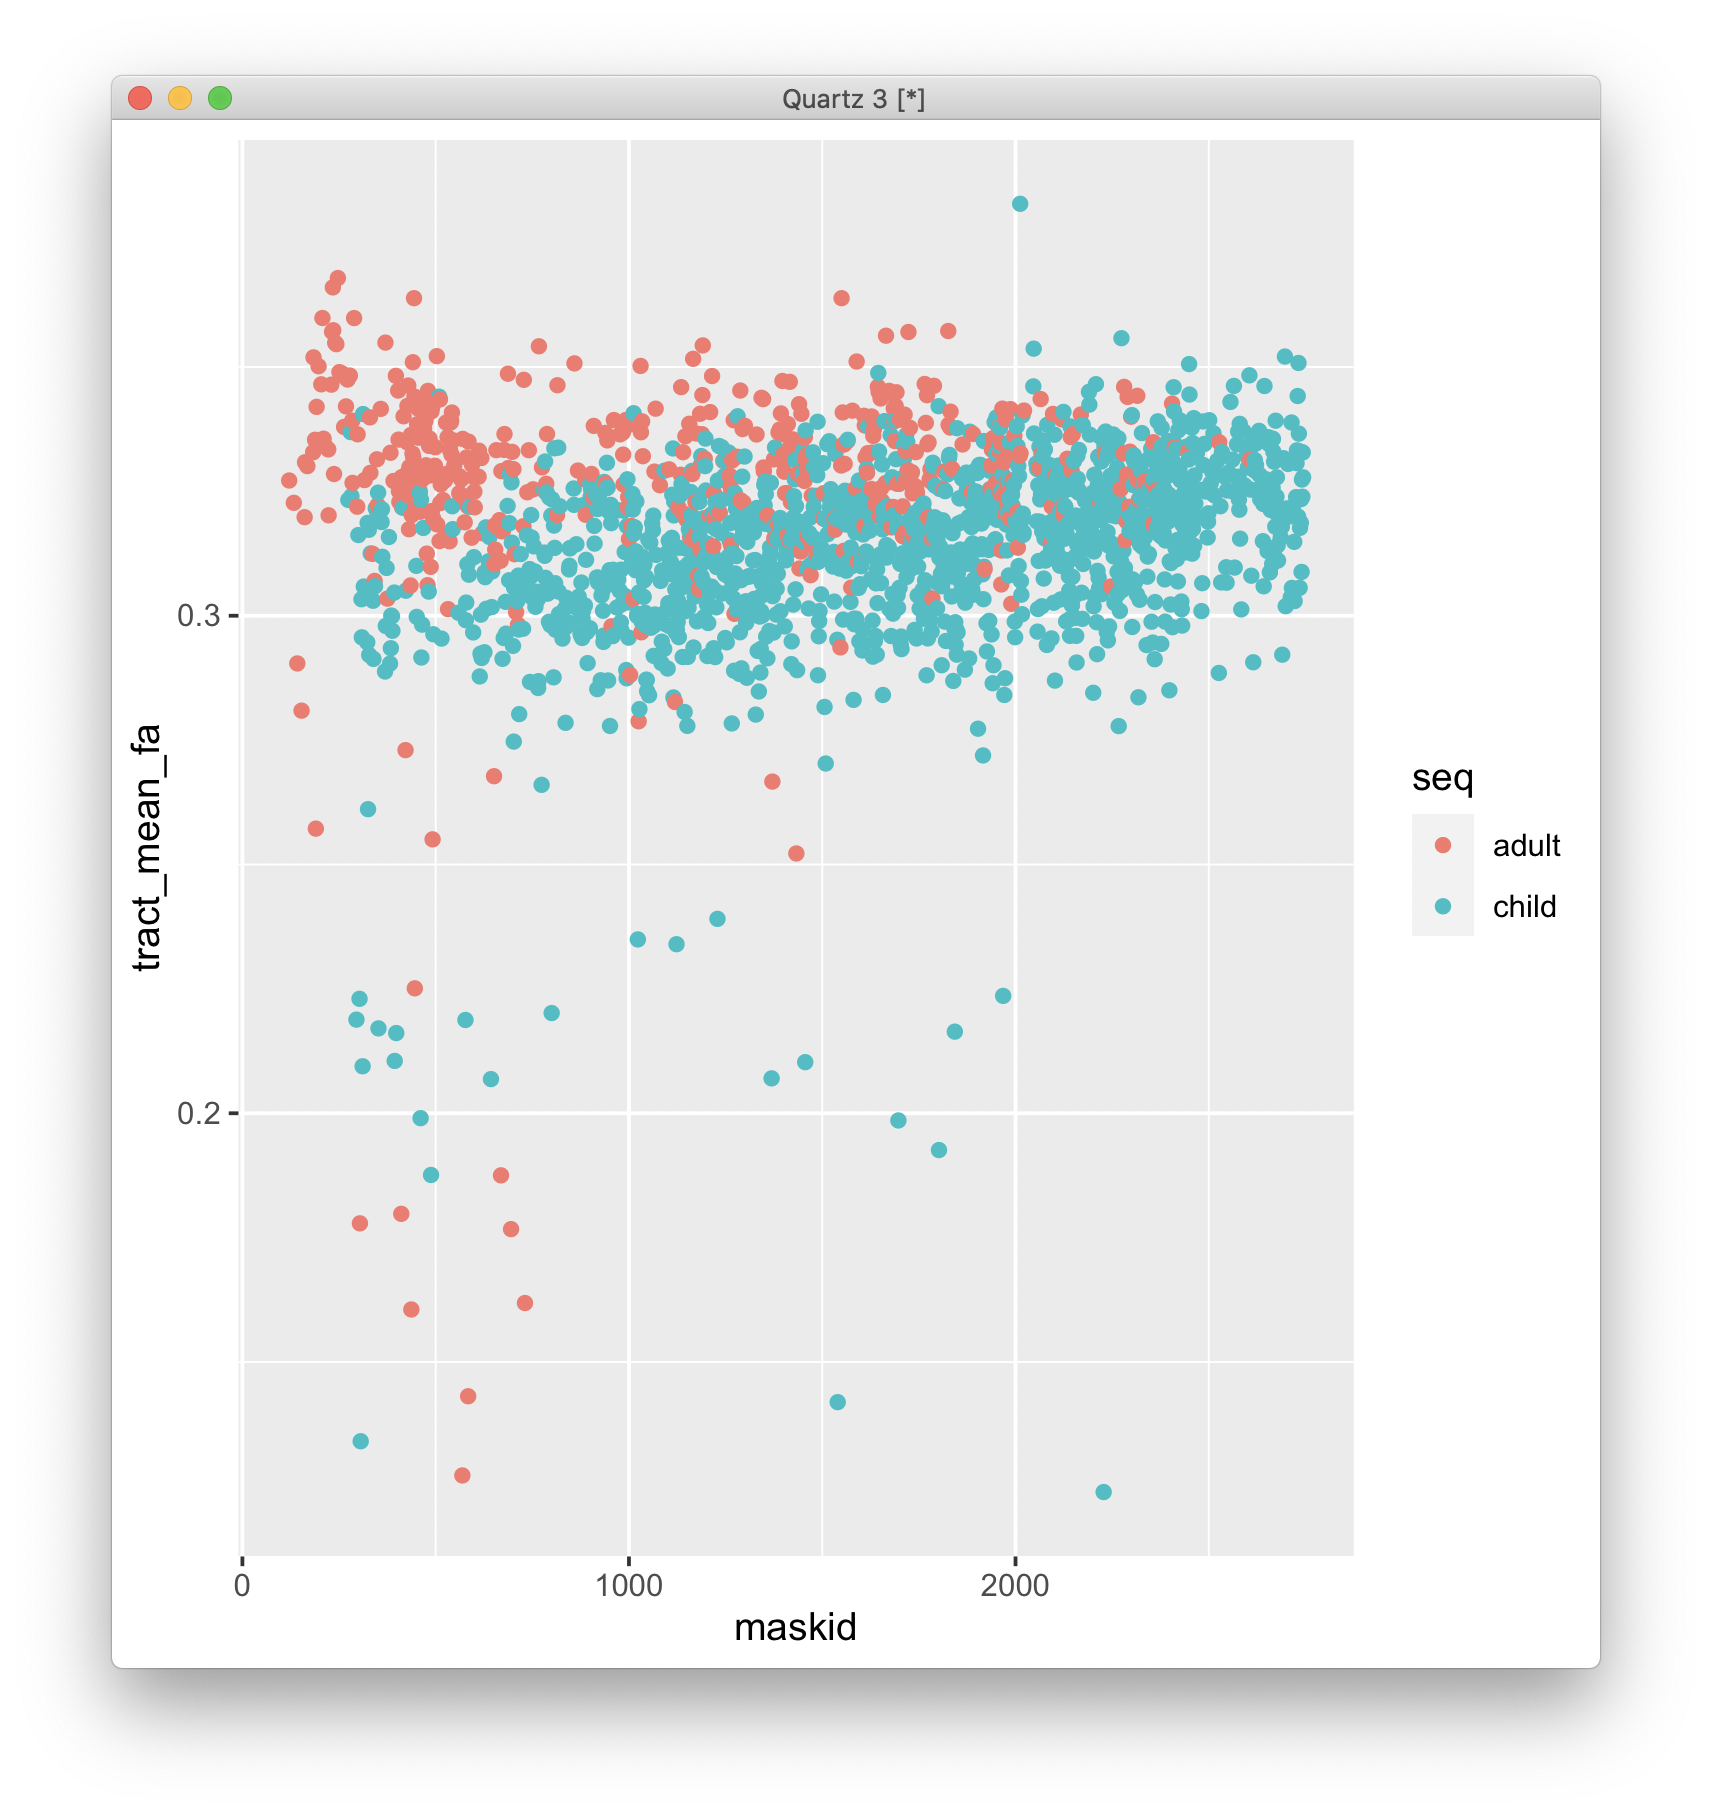 Quartz 3 [*]
tract_mean_fa
0.3
0.2
0
1000
2000
maskid
seq
adult
child